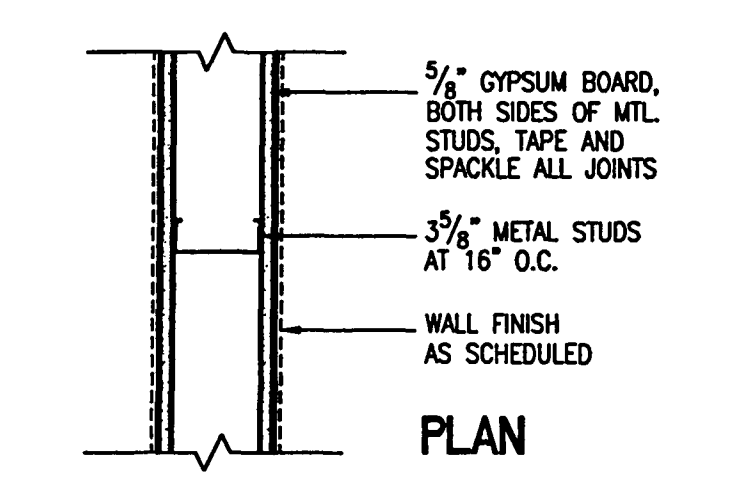 5/8" GYPSUM BOARD,
BOTH SIDES OF MTL.
STUDS, TAPE AND
SPACKLE ALL JOINTS
3 5/8" METAL STUDS
AT 16" O.C.
WALL FINISH
AS SCHEDULED
PLAN